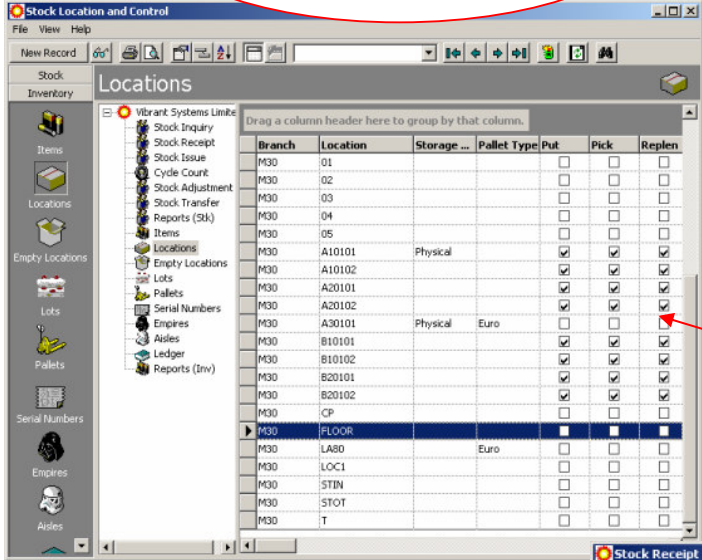 Stock Location and Control
File View Help
New Record
Stock
Inventory
Locations
Items
Locations
Empty Locations
Lots
Pallets
Serial Numbers
Empires
Aisles
Vibrant Systems Limite
Stock Inquiry
Stock Receipt
Stock Issue
Cycle Count
Stock Adjustment
Stock Transfer
Reports (Stk)
Items
Locations
Empty Locations
Lots
Pallets
Serial Numbers
Empires
Aisles
Ledger
Reports (Inv)
Drag a column header here to group by that column.
Branch Location Storage ... Pallet Type Put Pick Replen
M30 01
M30 02
M30 03
M30 04
M30 05
M30 A10101 Physical
M30 A10102
M30 A20101
M30 A20102
M30 A30101 Physical Euro
M30 B10101
M30 B10102
M30 B20101
M30 B20102
M30 CP
M30 FLOOR
M30 LA80 Euro
M30 LOC1
M30 STIN
M30 STOT
M30 T
Stock Receipt